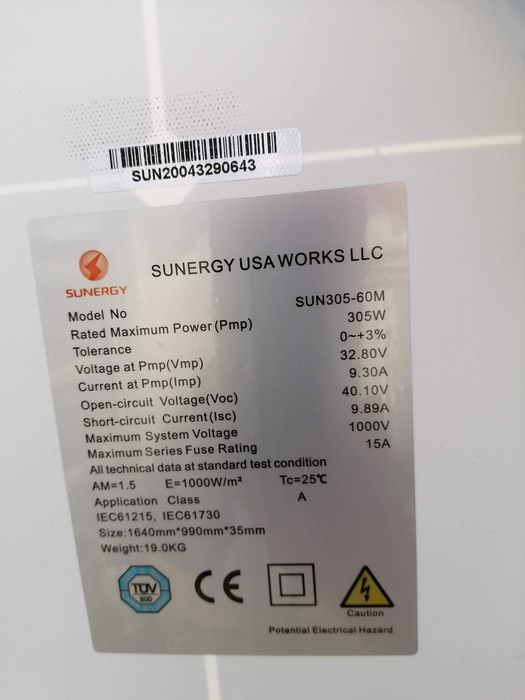 SUN20043290643
SUNERGY
SUNERGY USA WORKS LLC
Model No SUN305-60M
Rated Maximum Power(Pmp) 305W
Tolerance 0~+3%
Voltage at Pmp(Vmp) 32.80V
Current at Pmp(Imp) 9.30A
Open-circuit Voltage(Voc) 40.10V
Short-circuit Current(Isc) 9.89A
Maximum System Voltage 1000V
Maximum Series Fuse Rating 15A
All technical data at standard test condition
AM=1.5 E=1000W/m² Tc=25℃
Application Class A
IEC61215, IEC61730
Size:1640mm*990mm*35mm
Weight:19.0KG
TÜV
CE
Caution
Potential Electrical Hazard